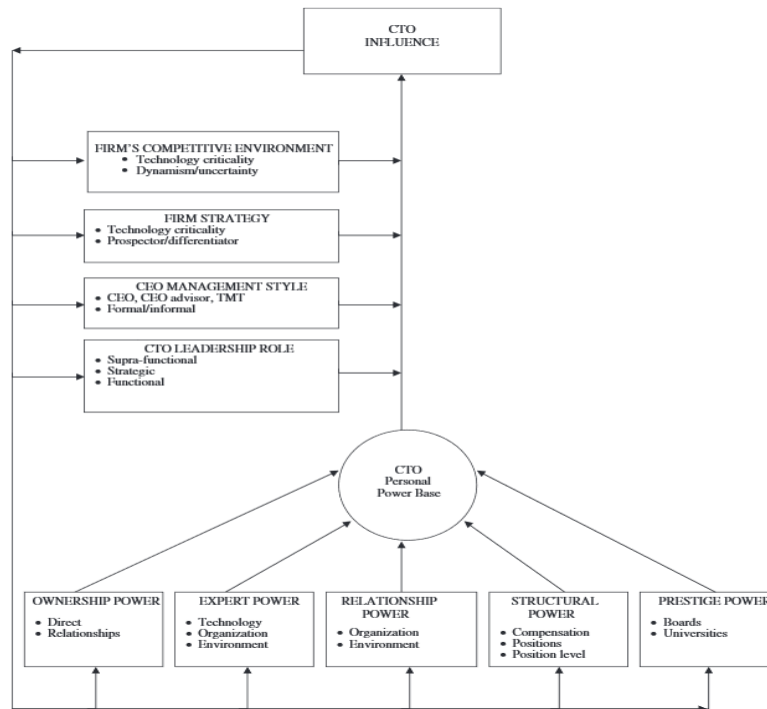 CTO
INFLUENCE
FIRM'S COMPETITIVE ENVIRONMENT
• Technology criticality
• Dynamism/uncertainty
FIRM STRATEGY
• Technology criticality
• Prospector/differentiator
CEO MANAGEMENT STYLE
• CEO, CEO advisor, TMT
• Formal/informal
CTO LEADERSHIP ROLE
• Supra-functional
• Strategic
• Functional
CTO
Personal
Power Base
OWNERSHIP POWER
• Direct
• Relationships
EXPERT POWER
• Technology
• Organization
• Environment
RELATIONSHIP
POWER
• Organization
• Environment
STRUCTURAL
POWER
• Compensation
• Positions
• Position level
PRESTIGE POWER
• Boards
• Universities